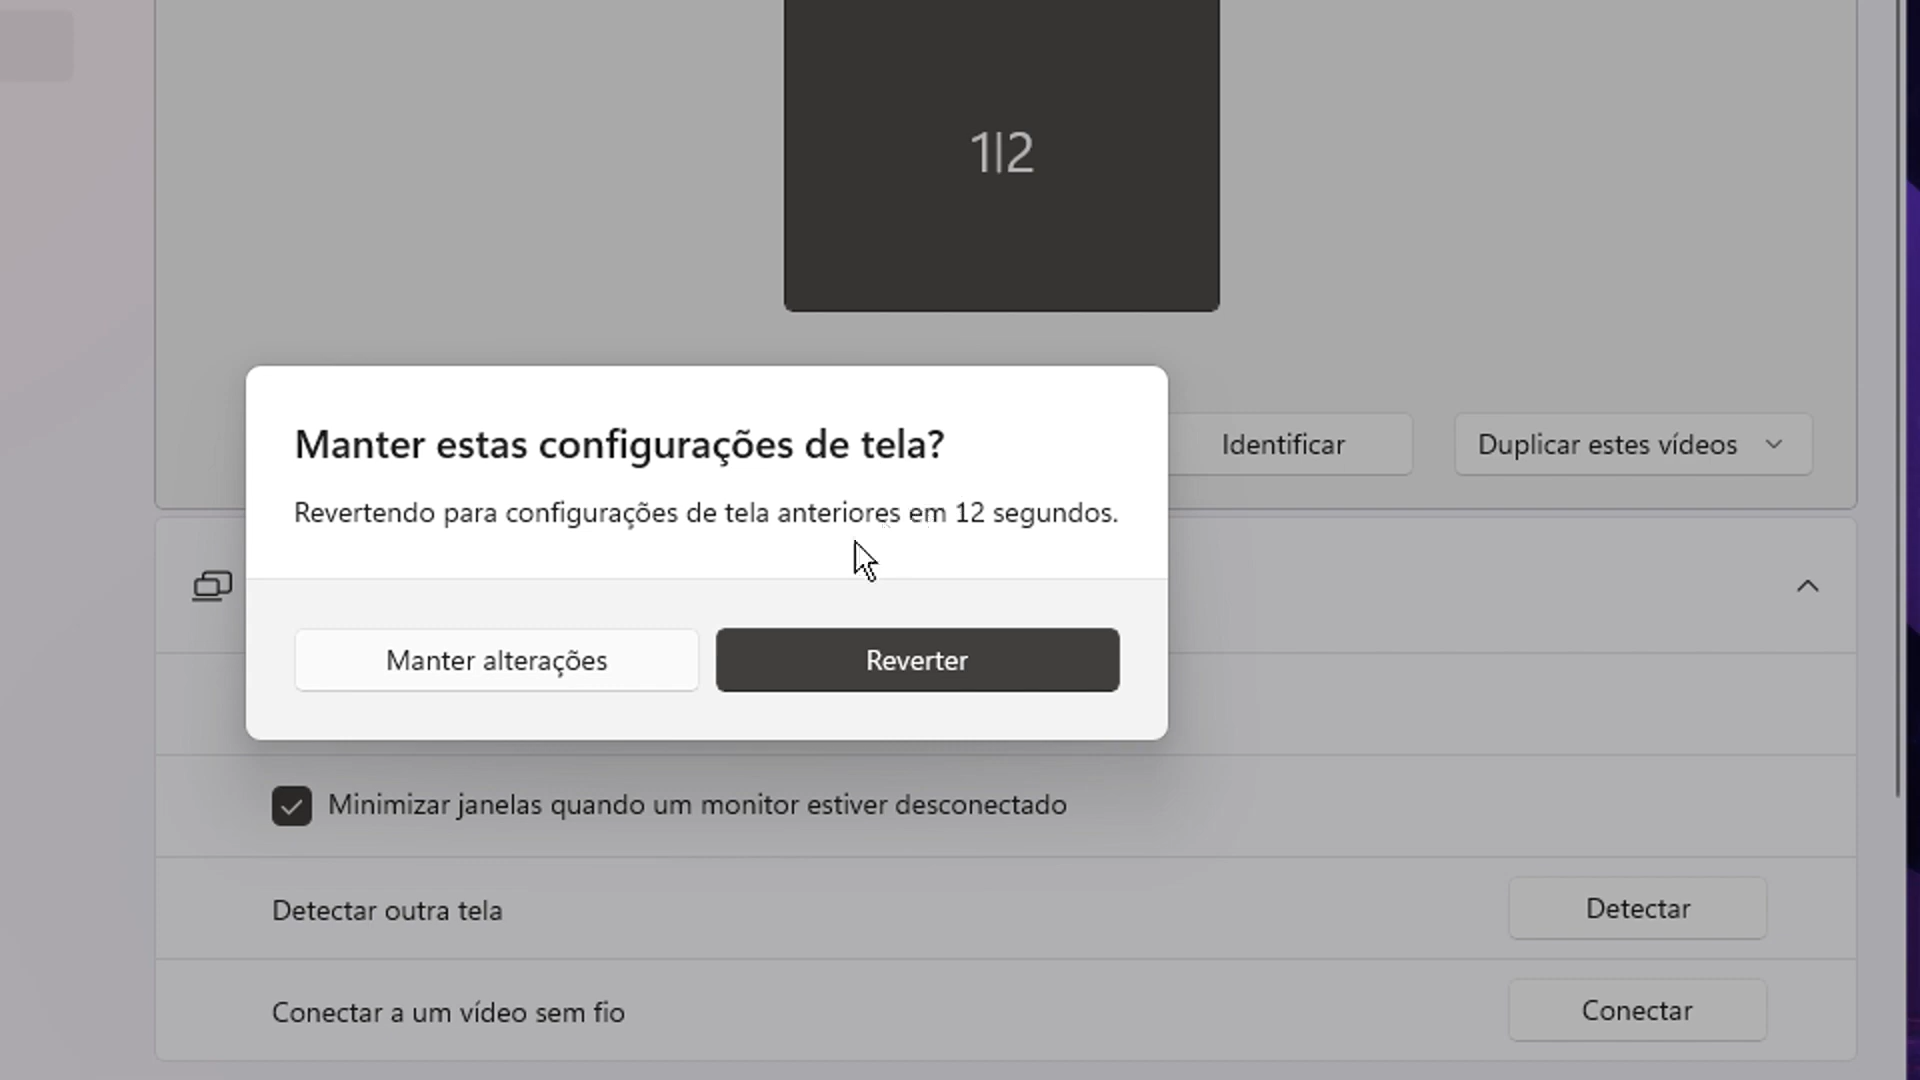 1|2
Identificar
Duplicar estes vídeos
Manter estas configurações de tela?
Revertendo para configurações de tela anteriores em 12 segundos.
Manter alterações
Reverter
Minimizar janelas quando um monitor estiver desconectado
Detectar outra tela
Detectar
Conectar a um vídeo sem fio
Conectar